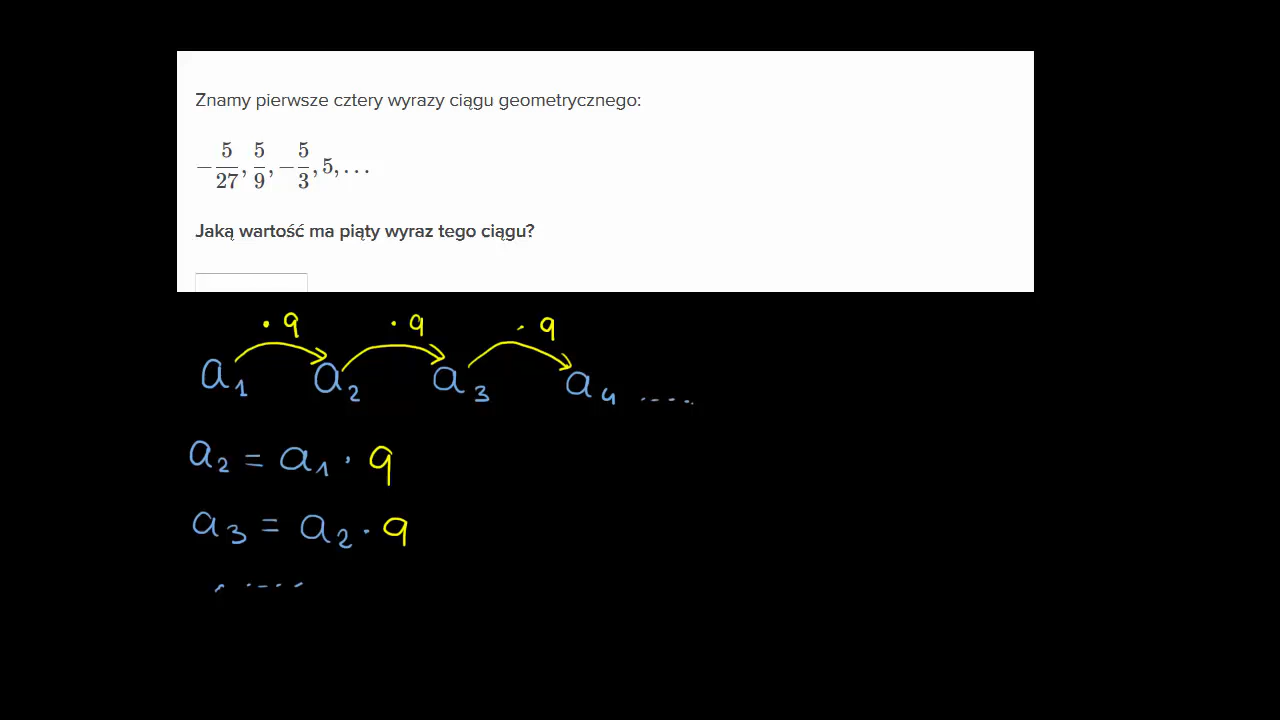 Znamy pierwsze cztery wyrazy ciągu geometrycznego:
−5/27, 5/9, −5/3, 5, ...
Jaką wartość ma piąty wyraz tego ciągu?
· q · q · q
a₁ a₂ a₃ a₄ .....
a₂ = a₁ · q
a₃ = a₂ · q
.....